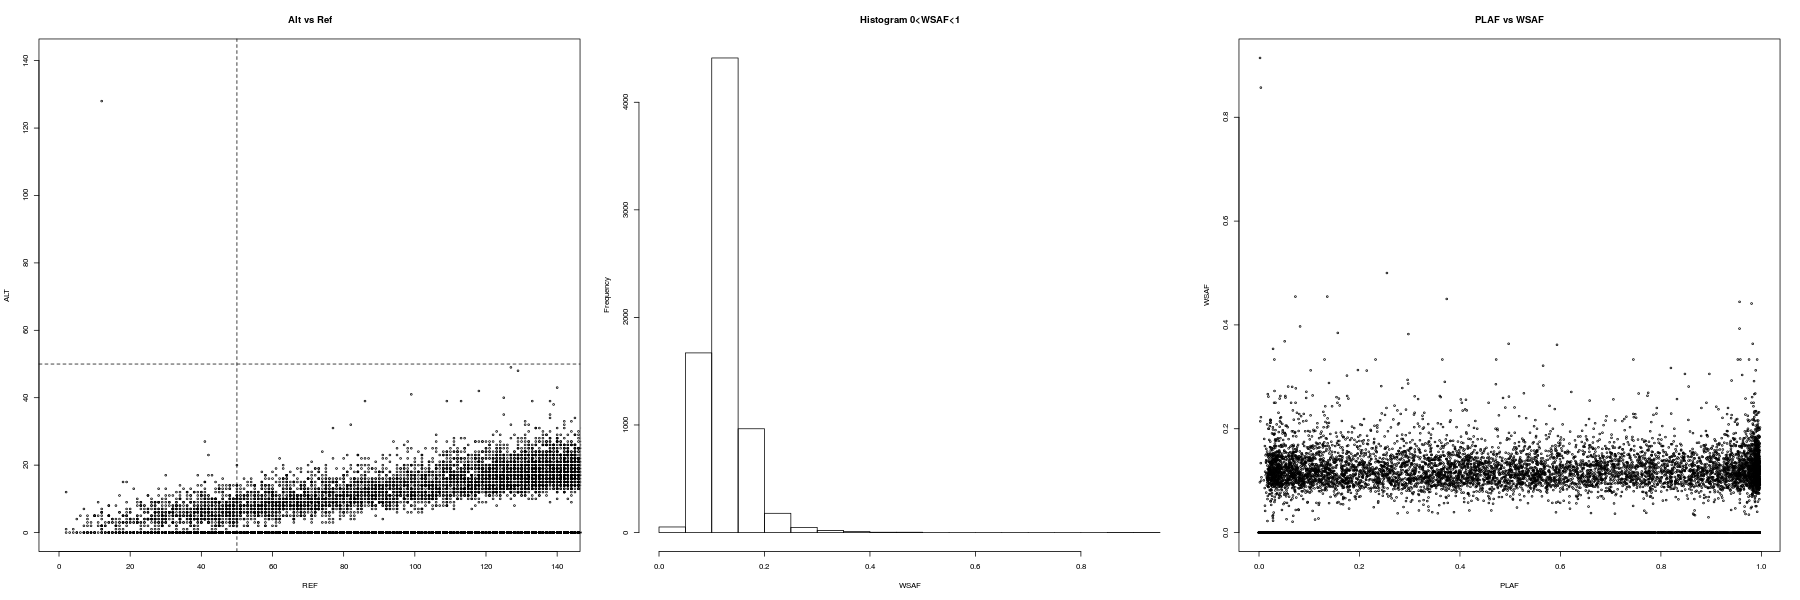 Alt vs Ref
ALT
140
120
100
80
60
40
20
0
0 20 40 60 80 100 120 140
REF
Histogram 0<WSAF<1
Frequency
4000
3000
2000
1000
0
0.0 0.2 0.4 0.6 0.8
WSAF
PLAF vs WSAF
WSAF
0.8
0.6
0.4
0.2
0.0
0.0 0.2 0.4 0.6 0.8 1.0
PLAF